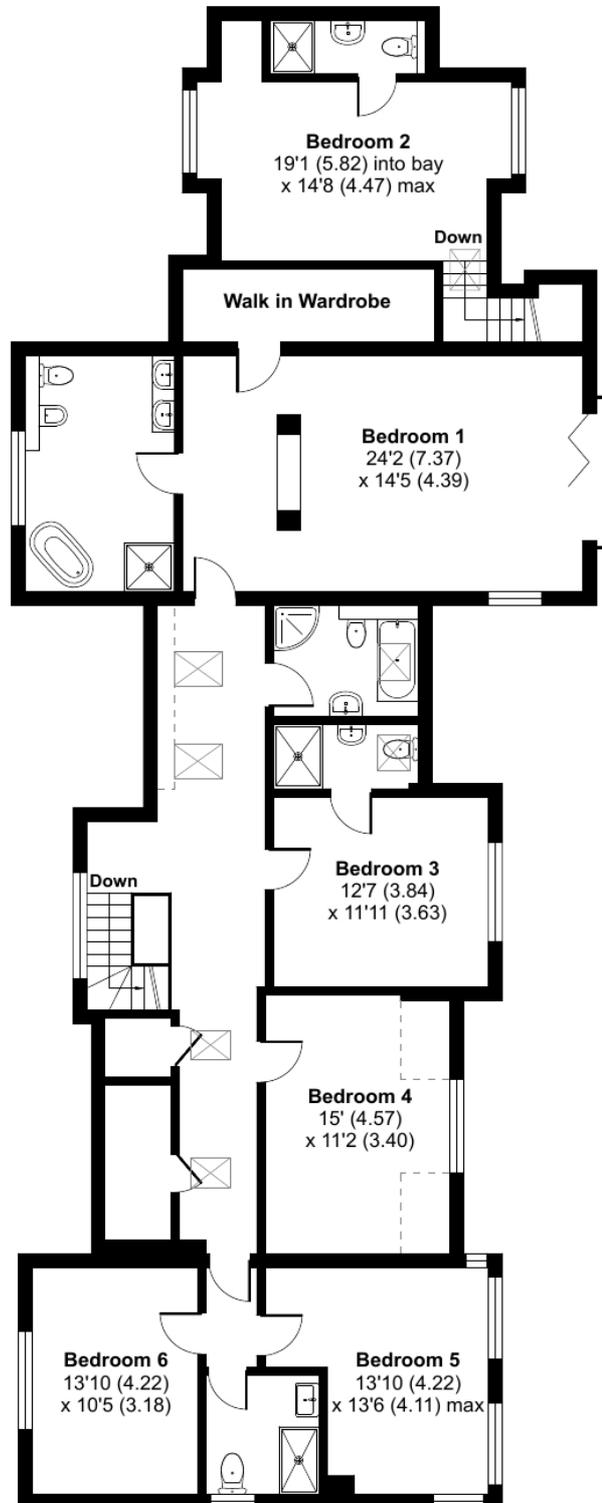 Bedroom 2
19'1 (5.82) into bay
x 14'8 (4.47) max
Down
Walk in Wardrobe
Bedroom 1
24'2 (7.37)
x 14'5 (4.39)
Bedroom 3
12'7 (3.84)
x 11'11 (3.63)
Down
Bedroom 4
15' (4.57)
x 11'2 (3.40)
Bedroom 6
13'10 (4.22)
x 10'5 (3.18)
Bedroom 5
13'10 (4.22)
x 13'6 (4.11) max